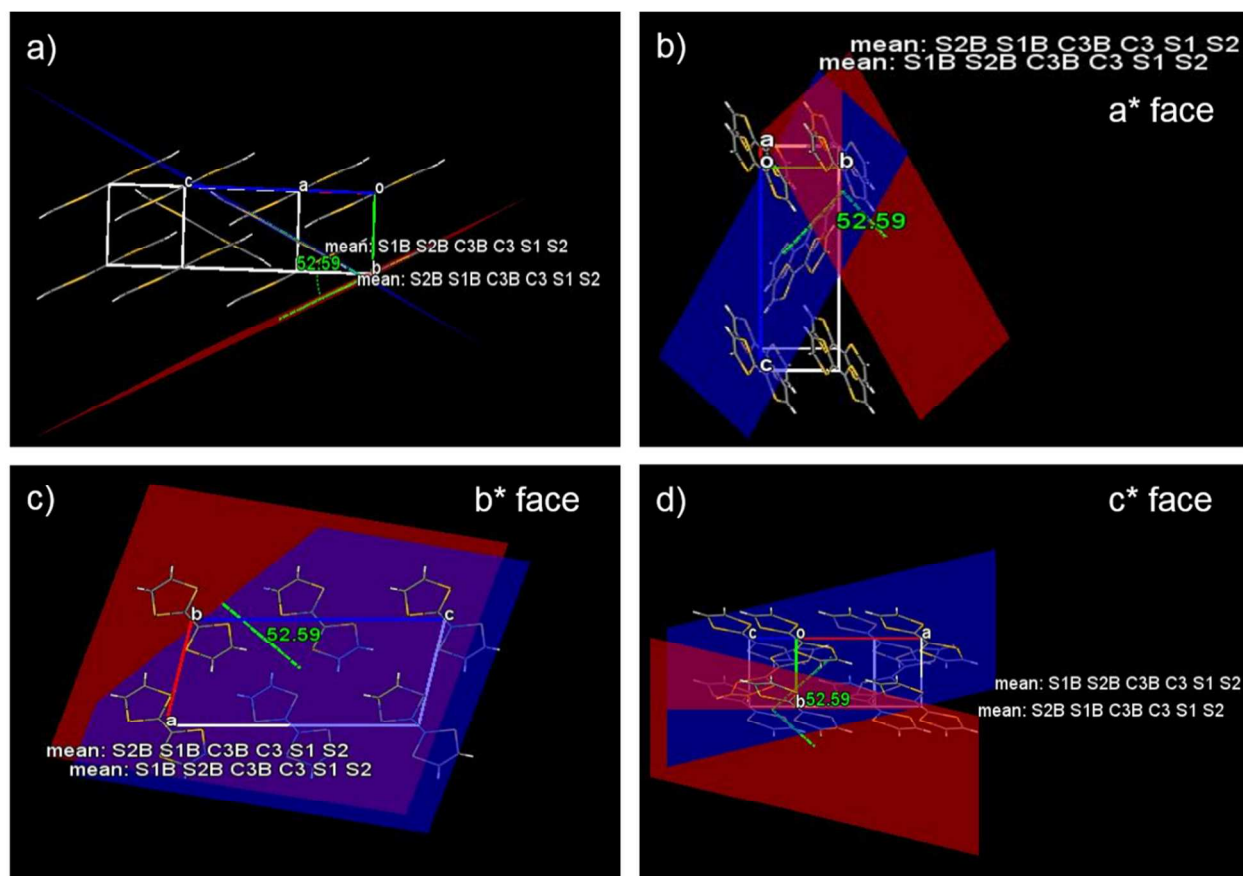 a)
c
a
o
mean: S1B S2B C3B C3 S1 S2
52.59
b
mean: S2B S1B C3B C3 S1 S2
b)
mean: S2B S1B C3B C3 S1 S2
mean: S1B S2B C3B C3 S1 S2
a* face
a
o
b
52.59
c
c)
b* face
b
c
52.59
a
mean: S2B S1B C3B C3 S1 S2
mean: S1B S2B C3B C3 S1 S2
d)
c* face
c
o
a
mean: S1B S2B C3B C3 S1 S2
b
52.59
mean: S2B S1B C3B C3 S1 S2